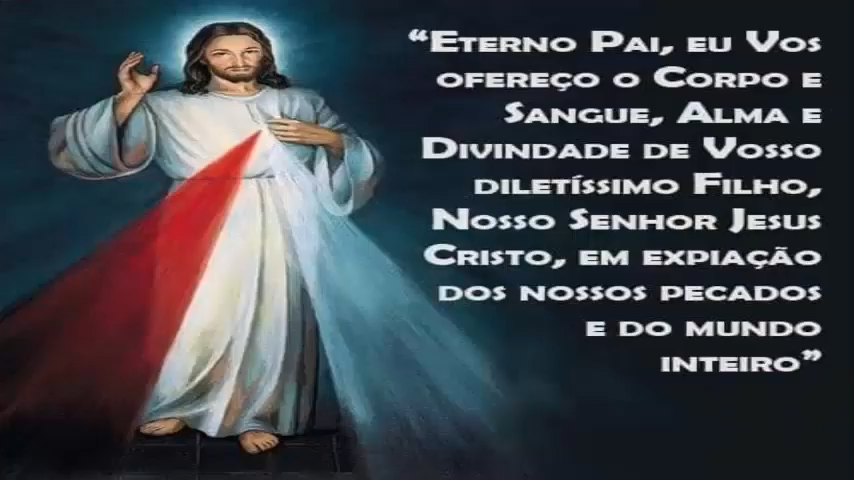 “Eterno Pai, eu Vos
ofereço o Corpo e
Sangue, Alma e
Divindade de Vosso
diletíssimo Filho,
Nosso Senhor Jesus
Cristo, em expiação
dos nossos pecados
e do mundo
inteiro”